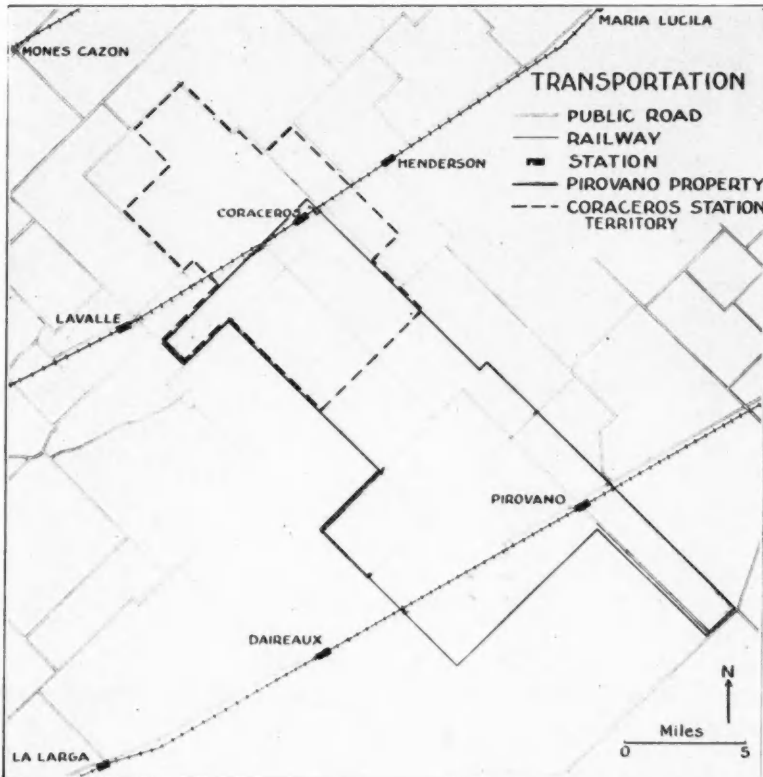 MARIA LUCILA
MONES CAZON
TRANSPORTATION
PUBLIC ROAD
RAILWAY
STATION
PIROVANO PROPERTY
CORACEROS STATION
TERRITORY
HENDERSON
CORACEROS
LAVALLE
PIROVANO
DAIREAUX
N
Miles
0 5
LA LARGA